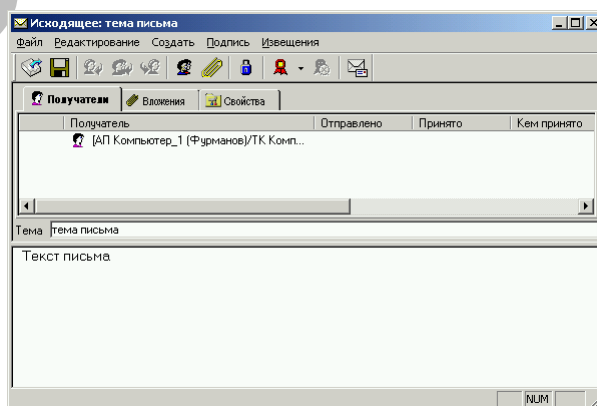 Исходящее: тема письма
Файл Редактирование Создать Подпись Извещения
Получатели Вложения Свойства
Получатель Отправлено Принято Кем принято
[АП Компьютер_1 (Фурманов)/ТК Комп...
Тема тема письма
Текст письма
NUM